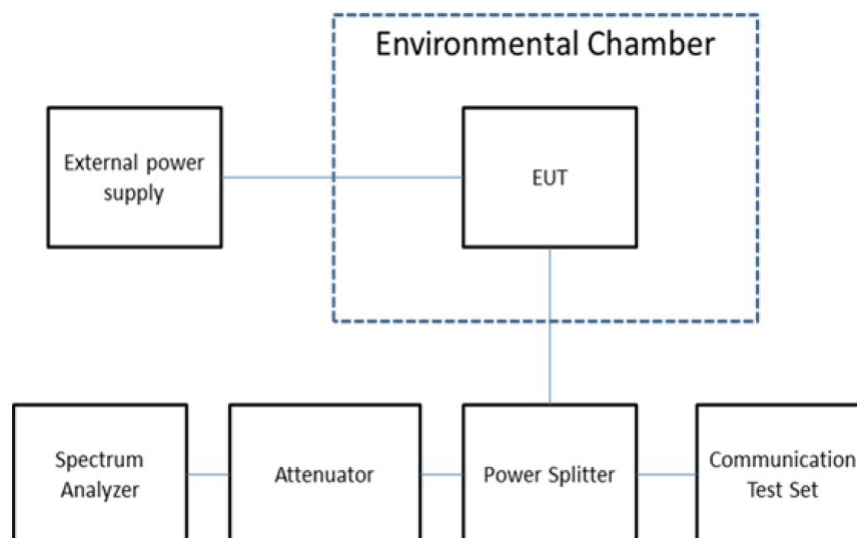 Environmental Chamber
External power
supply
EUT
Spectrum
Analyzer
Attenuator
Power Splitter
Communication
Test Set